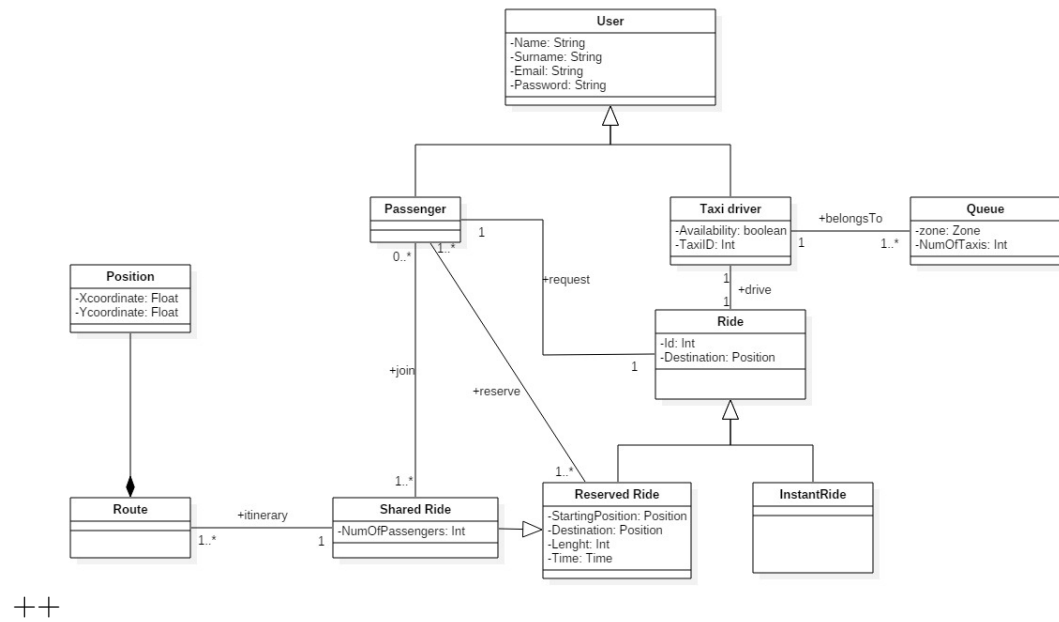 User
-Name: String
-Surname: String
-Email: String
-Password: String
Passenger
Taxi driver
-Availability: boolean
-TaxiID: Int
+belongsTo
1
1..*
Queue
-zone: Zone
-NumOfTaxis: Int
1
0..*
1..*
+request
1
+drive
1
Position
-Xcoordinate: Float
-Ycoordinate: Float
Ride
-Id: Int
-Destination: Position
1
+join
+reserve
1..*
1..*
Route
+itinerary
1..*
1
Shared Ride
-NumOfPassengers: Int
Reserved Ride
-StartingPosition: Position
-Destination: Position
-Lenght: Int
-Time: Time
InstantRide
++